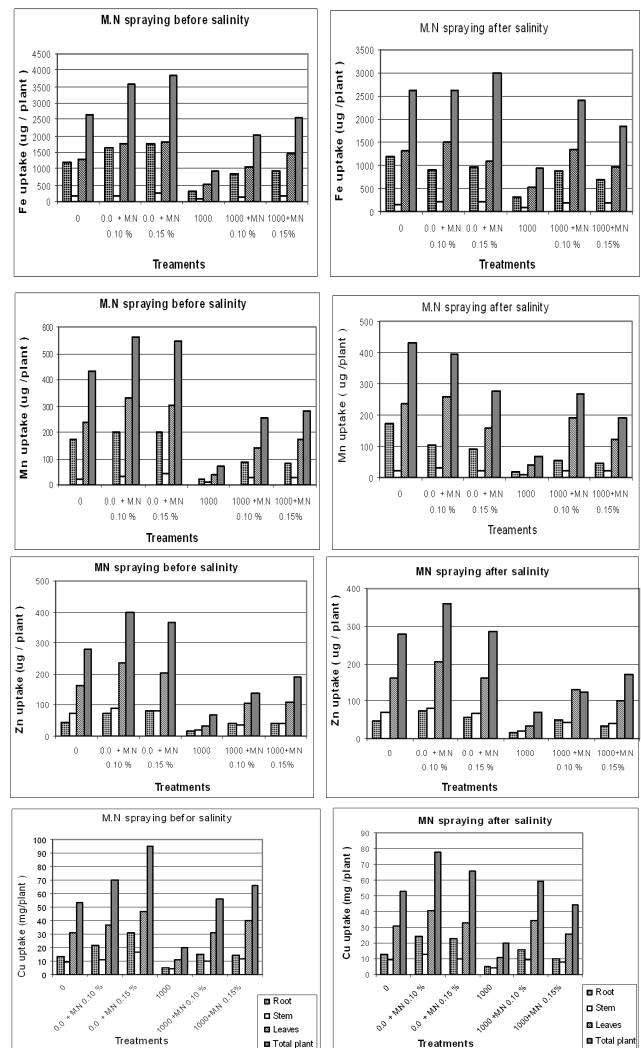 M.N spraying before salinity
Fe uptake (ug / plant )
4500
4000
3500
3000
2500
2000
1500
1000
500
0
0 0.0 + M.N 0.0 + M.N 1000 1000 +M.N 1000+M.N
0.10 % 0.15 % 0.10 % 0.15 %
Treaments
M.N spraying after salinity
Fe uptake (ug /plant )
3500
3000
2500
2000
1500
1000
500
0
0 0.0 + M.N 0.0 + M.N 1000 1000 +M.N 1000+M.N
0.10 % 0.15 % 0.10 % 0.15%
Treatments
M.N spraying before salinity
Mn uptake (ug /plant )
600
500
400
300
200
100
0
0 0.0 + M.N 0.0 + M.N 1000 1000 +M.N 1000+M.N
0.10 % 0.15 % 0.10 % 0.15%
Treaments
M.N spraying after salinity
Mn uptake ( ug /plant )
500
400
300
200
100
0
0 0.0 + M.N 0.0 + M.N 1000 1000 +M.N 1000+M.N
0.10 % 0.15 % 0.10 % 0.15%
Treaments
MN spraying before salinity
Zn uptake ( ug / plant )
500
400
300
200
100
0
0 0.0 + M.N 0.0 + M.N 1000 1000 +M.N 1000+M.N
0.10 % 0.15 % 0.10 % 0.15%
Treatments
MN spraying after salinity
Zn uptake ( ug / plant )
400
300
200
100
0
0 0.0 + M.N 0.0 + M.N 1000 1000 +M.N 1000+M.N
0.10 % 0.15 % 0.10 % 0.15%
Treatments
M.N spraying befor salinity
Cu uptake (mg/plant )
100
90
80
70
60
50
40
30
20
10
0
0
0.0 + M.N 0.10 %
0.0 + M.N 0.15 %
1000
1000 +M.N 0.10 %
1000+M.N 0.15%
Treatments
Root
Stem
Leaves
Total plant
MN spraying after salinity
Cu uptake (mg /plant )
90
80
70
60
50
40
30
20
10
0
0
0.0 + M.N 0.10 %
0.0 + M.N 0.15 %
1000
1000 +M.N 0.10 %
1000+M.N 0.15%
Treatments
Root
Stem
Leaves
Total plant